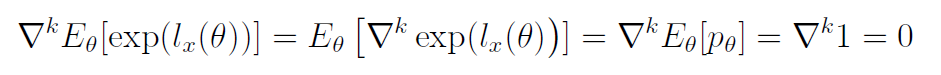 ∇^k E_θ[exp(l_x(θ))] = E_θ [∇^k exp(l_x(θ))] = ∇^k E_θ[p_θ] = ∇^k 1 = 0